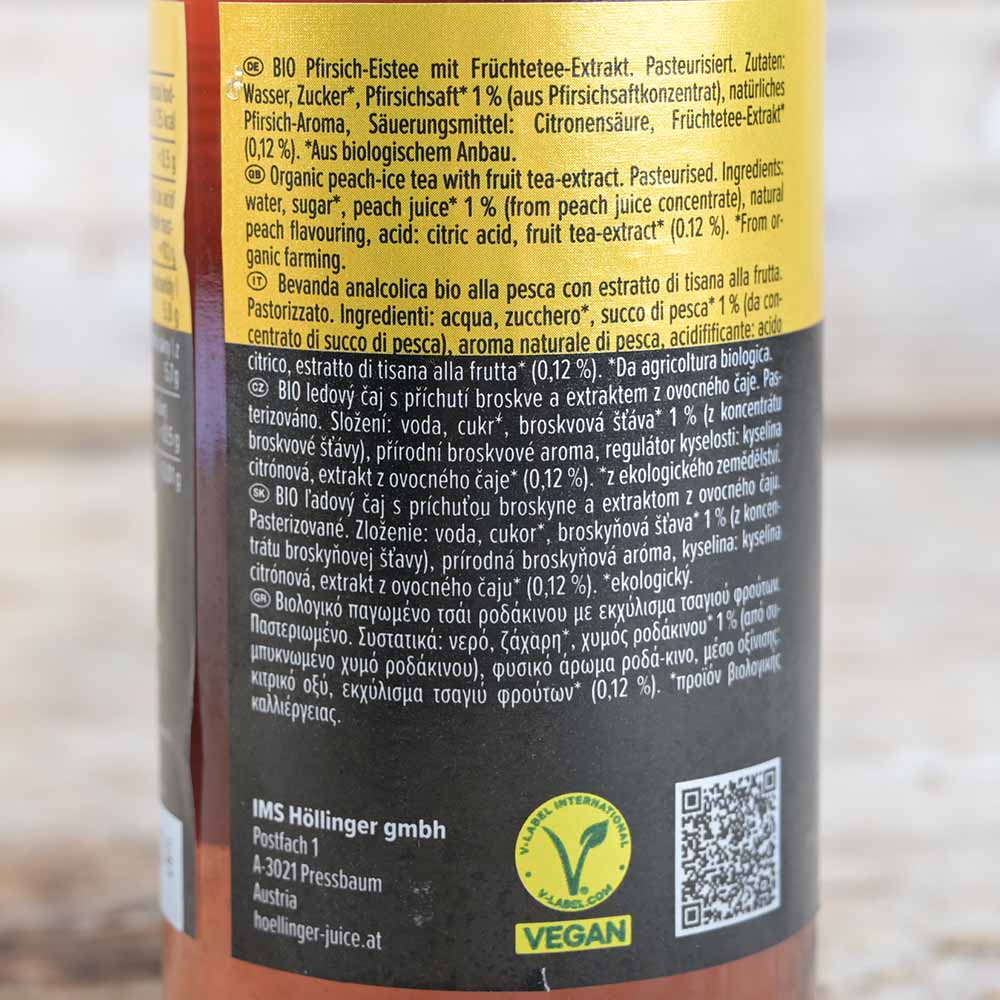 DE BIO Pfirsich-Eistee mit Früchtetee-Extrakt. Pasteurisiert. Zutaten:
Wasser, Zucker*, Pfirsichsaft* 1 % (aus Pfirsichsaftkonzentrat), natürliches
Pfirsich-Aroma, Säuerungsmittel: Citronensäure, Früchtetee-Extrakt*
(0,12 %). *Aus biologischem Anbau.
GB Organic peach-ice tea with fruit tea-extract. Pasteurised. Ingredients:
water, sugar*, peach juice* 1 % (from peach juice concentrate), natural
peach flavouring, acid: citric acid, fruit tea-extract* (0.12 %). *From or-
ganic farming.
IT Bevanda analcolica bio alla pesca con estratto di tisana alla frutta.
Pastorizzato. Ingredienti: acqua, zucchero*, succo di pesca* 1 % (da con-
centrato di succo di pesca), aroma naturale di pesca, acidifificante: acido
citrico, estratto di tisana alla frutta* (0,12 %). *Da agricoltura biologica.
CZ BIO ledový čaj s příchutí broskve a extraktem z ovocného čaje. Pas-
terizováno. Složení: voda, cukr*, broskvová šťáva* 1 % (z koncentrátu
broskvové šťávy), přírodní broskvové aroma, regulátor kyselosti: kyselina
citrónová, extrakt z ovocného čaje* (0,12 %). *z ekologického zemědělství.
SK BIO ľadový čaj s príchuťou broskyne a extraktom z ovocného čaju.
Pasterizované. Zloženie: voda, cukor*, broskyňová šťava* 1 % (z koncen-
trátu broskyňovej šťavy), prírodná broskyňová aróma, kyselina: kyselina
citrónová, extrakt z ovocného čaju* (0,12 %). *ekologický.
GR Βιολογικό παγωμένο τσάι ροδάκινου με εκχύλισμα τσαγιού φρούτων.
Παστεριωμένο. Συστατικά: νερό, ζάχαρη*, χυμός ροδάκινου* 1 % (από συ-
μπυκνωμένο χυμό ροδάκινου), φυσικό άρωμα ροδά-κινο, μέσο οξίνισης:
κιτρικό οξύ, εκχύλισμα τσαγιού φρούτων* (0,12 %). *προϊόν βιολογικής
καλλιέργειας.
IMS Höllinger gmbh
Postfach 1
A-3021 Pressbaum
Austria
hoellinger-juice.at
V-LABEL INTERNATIONAL
V-LABEL.COM
VEGAN